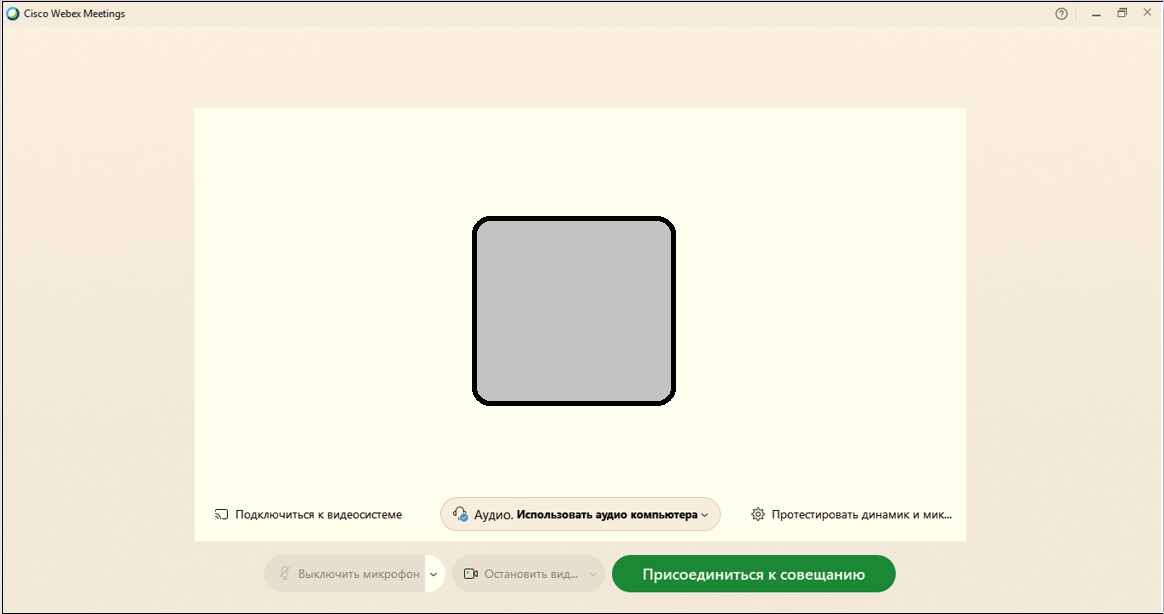 Cisco Webex Meetings
Подключиться к видеосистеме
Аудио. Использовать аудио компьютера
Протестировать динамик и мик...
Выключить микрофон
Остановить вид...
Присоединиться к совещанию